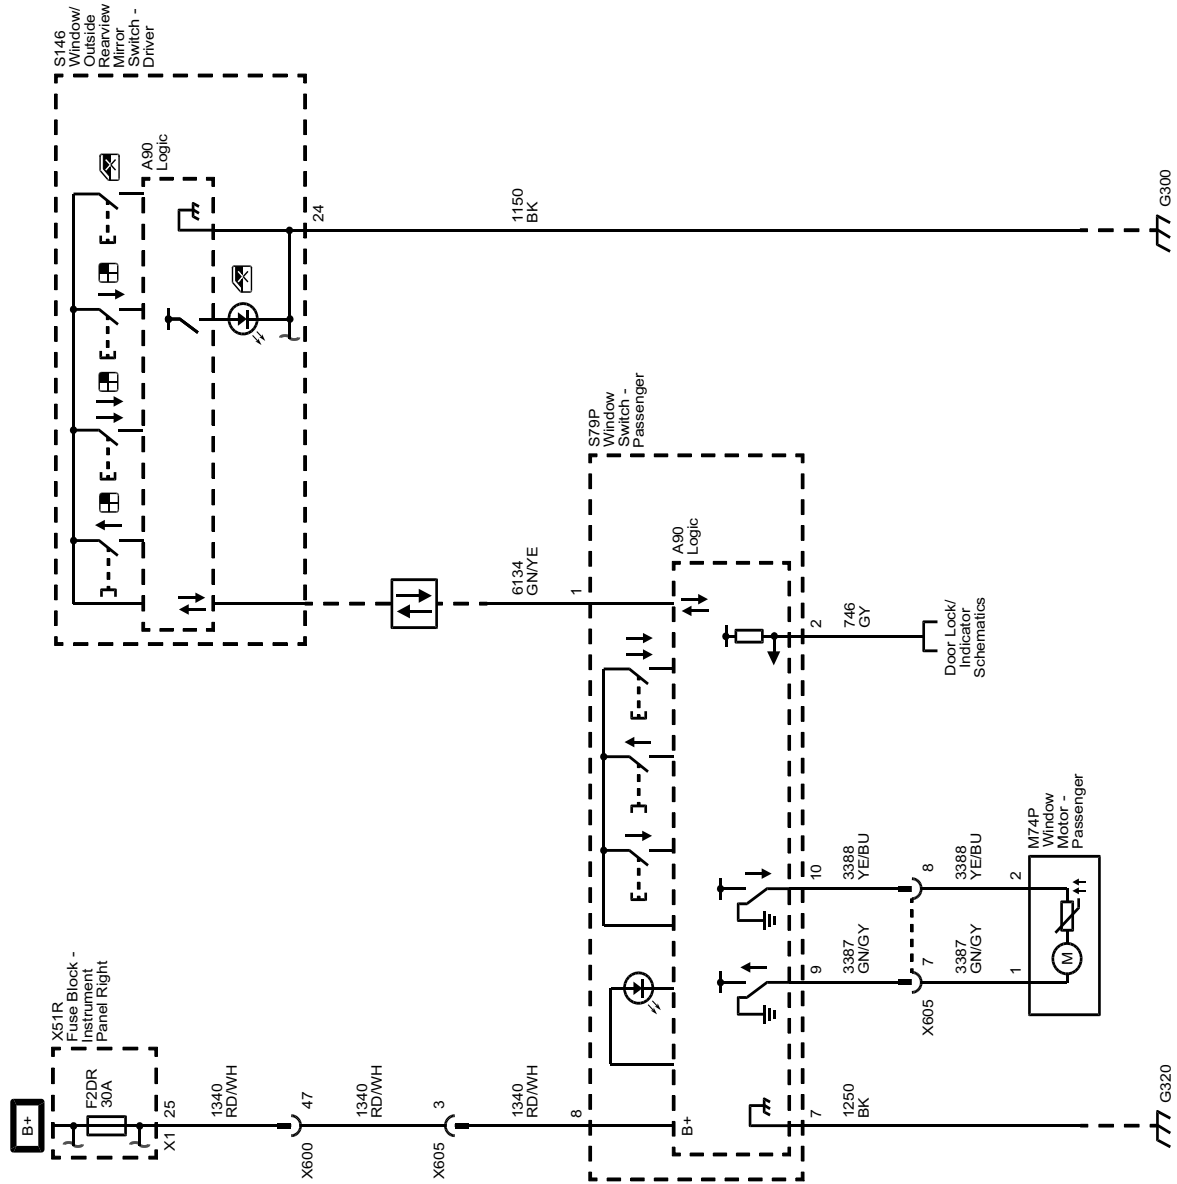 S146
Window/
Outside
Rearview
Mirror
Switch -
Driver
A90
Logic
24
1150
BK
G300
6134
GN/YE
1
S79P
Window
Switch -
Passenger
A90
Logic
2
746
GY
Door Lock/
Indicator
Schematics
10
3388
YE/BU
8
3388
YE/BU
2
9
3387
GN/GY
7
X605
3387
GN/GY
1
M74P
Window
Motor -
Passenger
M
B+
X51R
Fuse Block -
Instrument
Panel Right
F2DR
30A
25
X1
1340
RD/WH
47
X600
1340
RD/WH
3
X605
1340
RD/WH
8
B+
7
1250
BK
G320